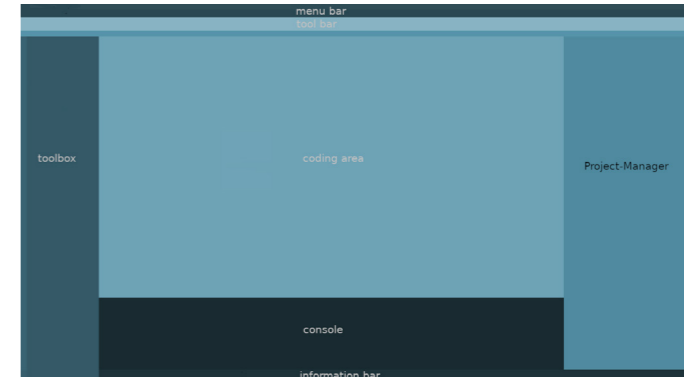 menu bar
tool bar
toolbox
coding area
Project-Manager
console
information bar